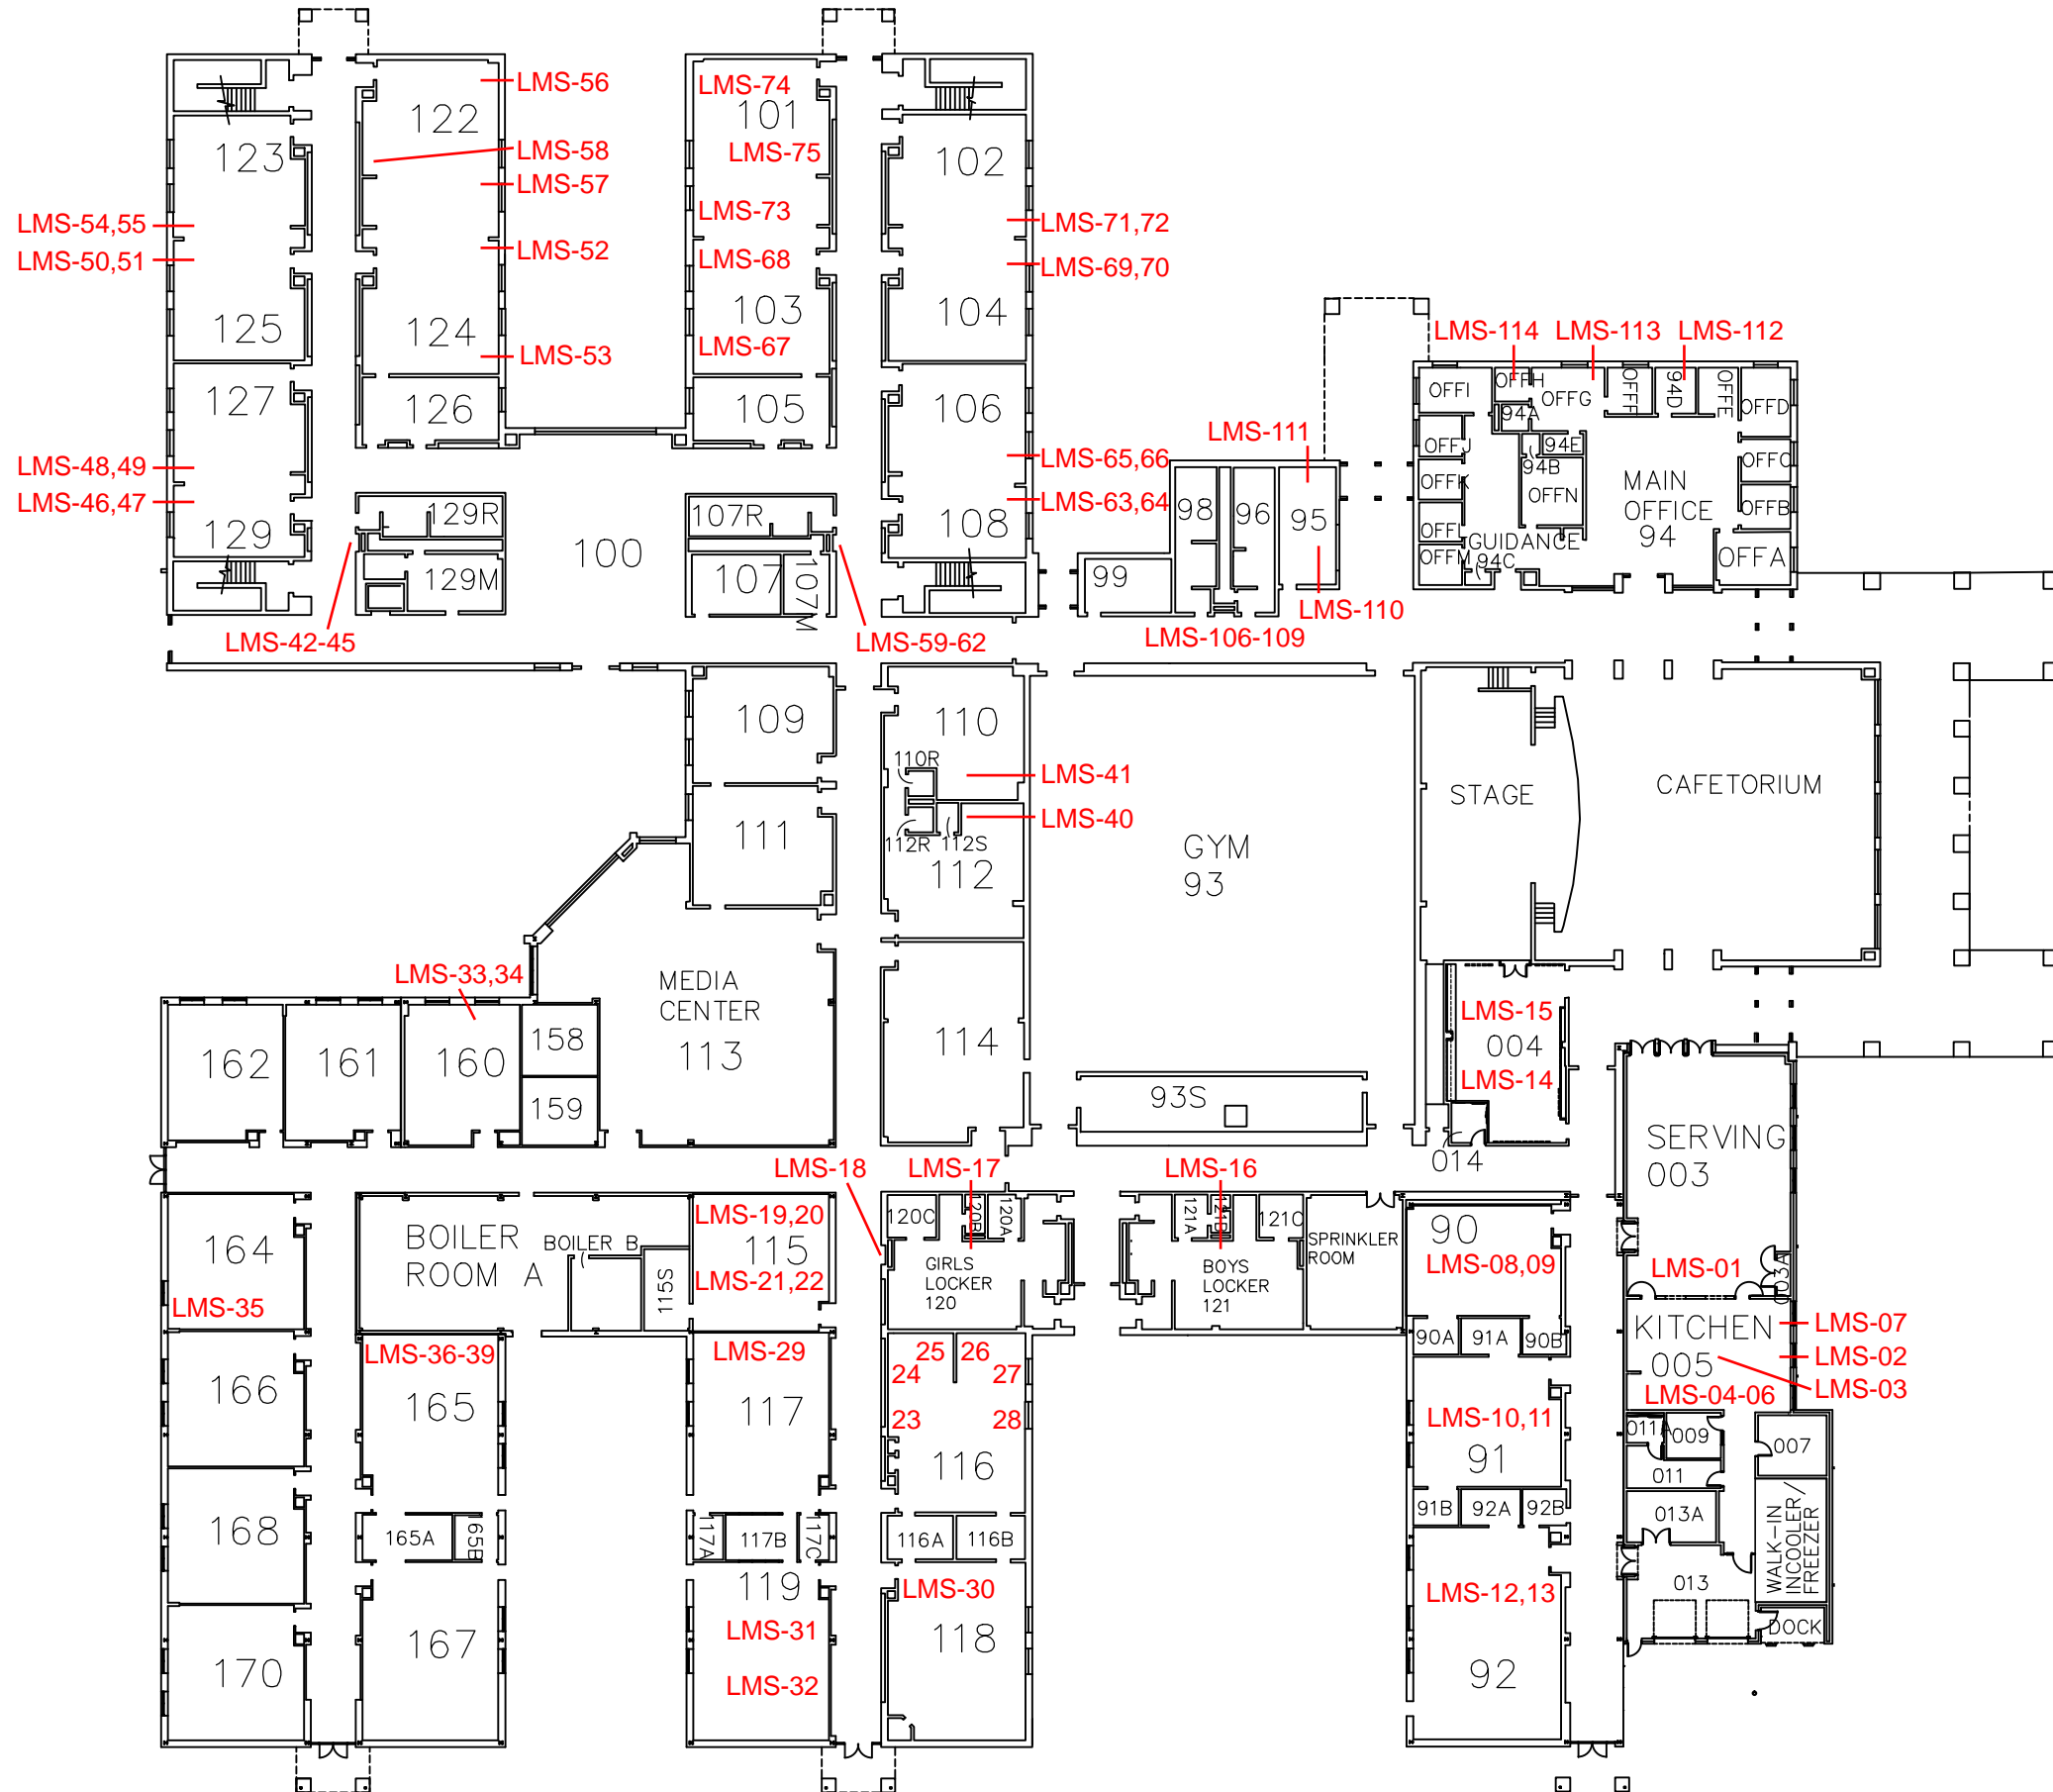 LMS-56
LMS-74
122
101
LMS-58
LMS-75
123
102
LMS-57
LMS-54,55
LMS-73
LMS-71,72
LMS-50,51
LMS-52
LMS-68
LMS-69,70
125
124
103
104
LMS-53
LMS-67
LMS-114
LMS-113
LMS-112
OFFI
OFFH
OFFG
OFFF
94D
OFFE
OFFD
127
126
105
106
94A
LMS-111
OFFJ
94E
LMS-48,49
LMS-65,66
94B
OFFC
OFFK
OFFN
MAIN
OFFICE
94
OFFB
LMS-46,47
LMS-63,64
129R
107R
98
96
95
129
100
108
OFFL
GUIDANCE
OFFM
94C
OFFA
129M
107
107M
99
LMS-110
LMS-42-45
LMS-59-62
LMS-106-109
109
110
110R
LMS-41
STAGE
CAFETORIUM
111
LMS-40
112R
112S
112
GYM
93
LMS-33,34
MEDIA
CENTER
113
LMS-15
004
LMS-14
162
161
160
158
159
114
93S
SERVING
003
014
LMS-18
LMS-17
LMS-16
164
BOILER
ROOM A
BOILER B
LMS-19,20
115
115S
LMS-21,22
120C
120B
120A
GIRLS
LOCKER
120
121A
121B
121C
BOYS
LOCKER
121
SPRINKLER
ROOM
90
LMS-08,09
LMS-01
003A
LMS-35
KITCHEN
005
LMS-07
LMS-02
LMS-03
LMS-04-06
LMS-36-39
LMS-29
25
26
24
27
23
28
90A
91A
90B
166
165
117
116
LMS-10,11
91
011A
009
007
011
168
165A
165B
117A
117B
117C
116A
116B
91B
92A
92B
013A
WALK-IN
INCOOLER/
FREEZER
119
LMS-30
LMS-12,13
013
LMS-31
DOCK
170
167
118
LMS-32
92